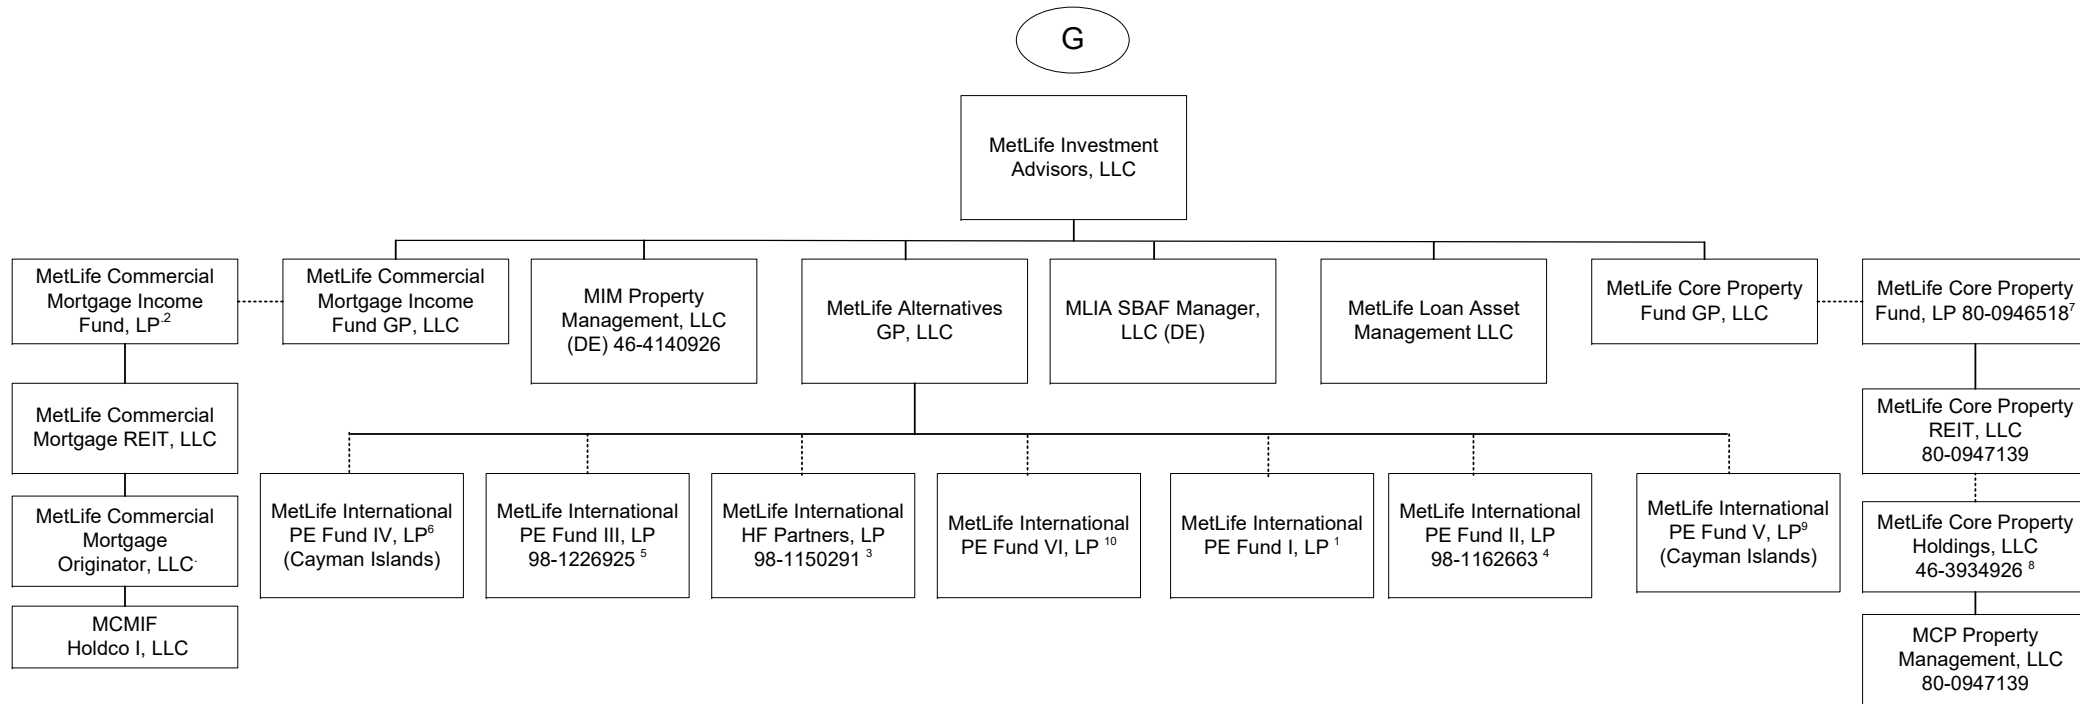 G
MetLife Investment
Advisors, LLC
MetLife Commercial
Mortgage Income
Fund, LP.2
MetLife Commercial
Mortgage Income
Fund GP, LLC
MIM Property
Management, LLC
(DE) 46-4140926
MetLife Alternatives
GP, LLC
MLIA SBAF Manager,
LLC (DE)
MetLife Loan Asset
Management LLC
MetLife Core Property
Fund GP, LLC
MetLife Core Property
Fund, LP 80-09465187
MetLife Commercial
Mortgage REIT, LLC
MetLife Core Property
REIT, LLC
80-0947139
MetLife Commercial
Mortgage
Originator, LLC.
MetLife International
PE Fund IV, LP6
(Cayman Islands)
MetLife International
PE Fund III, LP
98-1226925 5
MetLife International
HF Partners, LP
98-1150291 3
MetLife International
PE Fund VI, LP 10
MetLife International
PE Fund I, LP 1
MetLife International
PE Fund II, LP
98-1162663 4
MetLife International
PE Fund V, LP9
(Cayman Islands)
MetLife Core Property
Holdings, LLC
46-3934926 8
MCMIF
Holdco I, LLC
MCP Property
Management, LLC
80-0947139